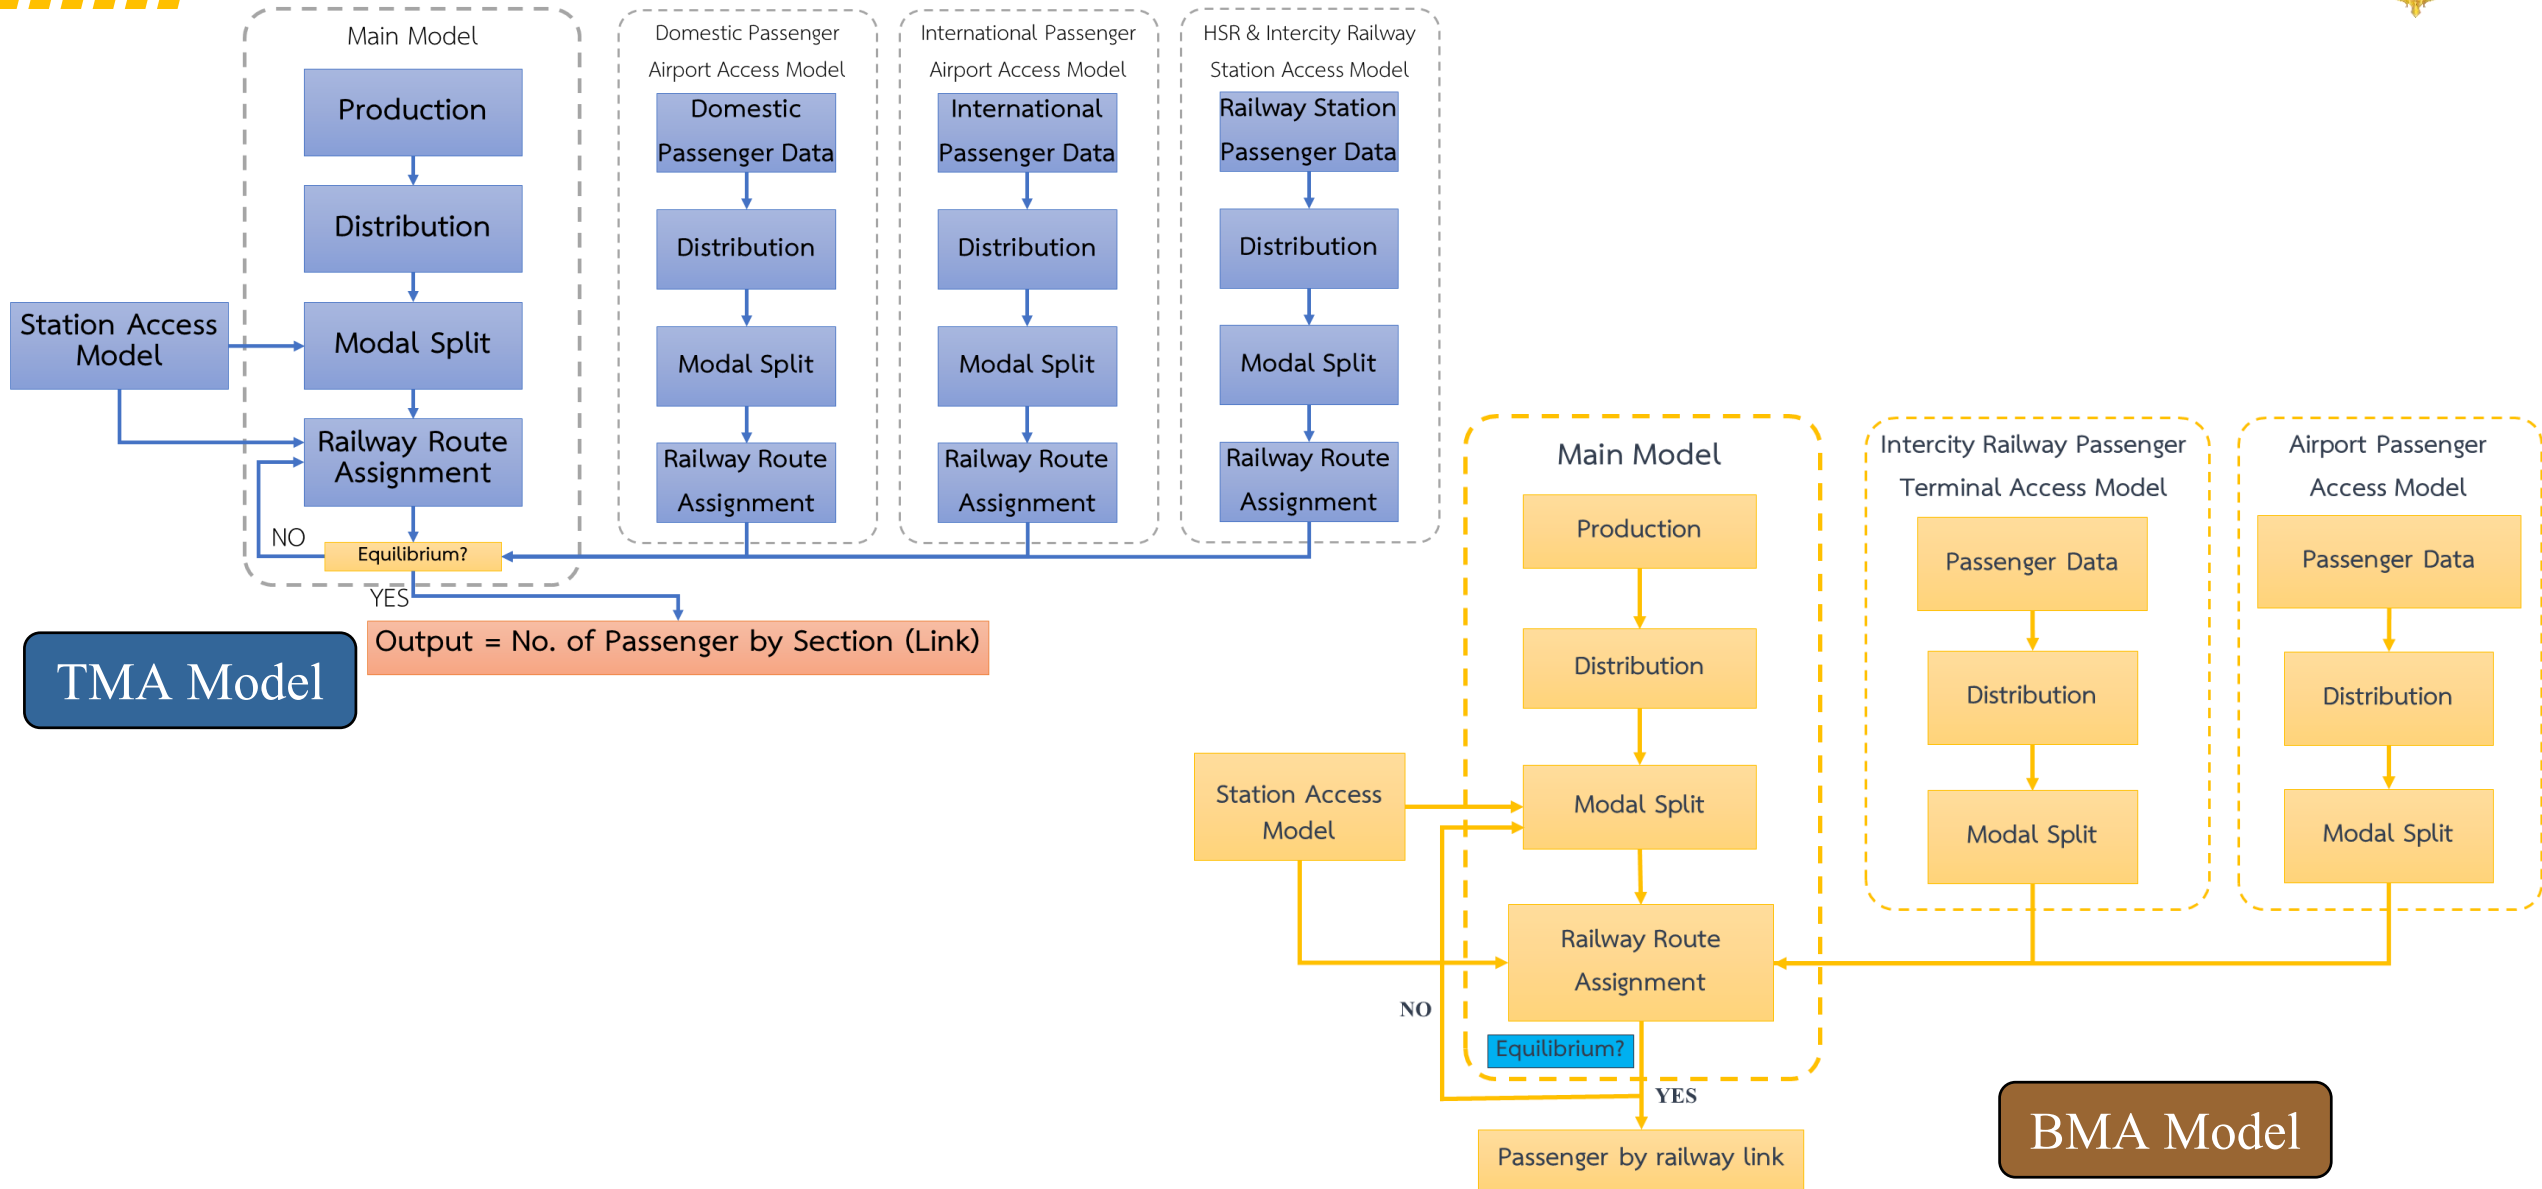 Main Model
Production
Distribution
Station Access
Model
Modal Split
Railway Route
Assignment
NO
Equilibrium?
YES
Output = No. of Passenger by Section (Link)
TMA Model
Domestic Passenger
Airport Access Model
Domestic
Passenger Data
Distribution
Modal Split
Railway Route
Assignment
International Passenger
Airport Access Model
International
Passenger Data
Distribution
Modal Split
Railway Route
Assignment
HSR & Intercity Railway
Station Access Model
Railway Station
Passenger Data
Distribution
Modal Split
Railway Route
Assignment
Main Model
Production
Distribution
Station Access
Model
Modal Split
Railway Route
Assignment
NO
Equilibrium?
YES
Passenger by railway link
Intercity Railway Passenger
Terminal Access Model
Passenger Data
Distribution
Modal Split
Airport Passenger
Access Model
Passenger Data
Distribution
Modal Split
BMA Model